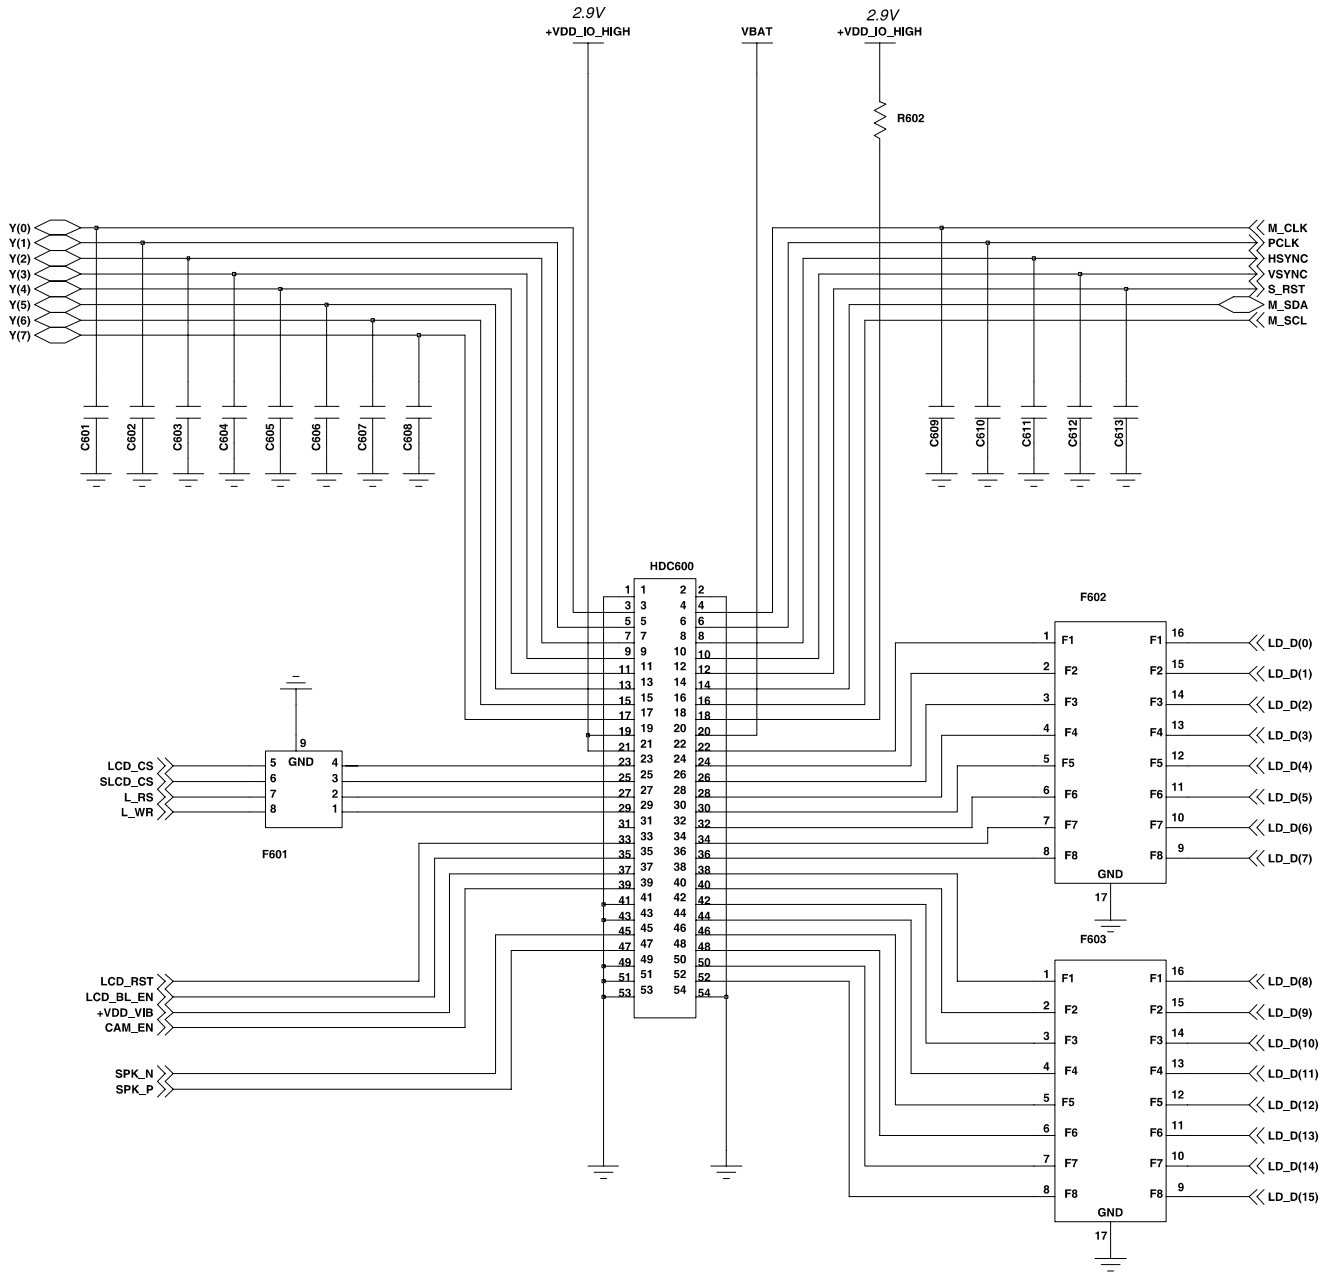 2.9V
+VDD_IO_HIGH
VBAT
2.9V
+VDD_IO_HIGH
R602
Y(0)
Y(1)
Y(2)
Y(3)
Y(4)
Y(5)
Y(6)
Y(7)
M_CLK
PCLK
HSYNC
VSYNC
S_RST
M_SDA
M_SCL
C601
C602
C603
C604
C605
C606
C607
C608
C609
C610
C611
C612
C613
HDC600
1 1 2 2
3 3 4 4
5 5 6 6
7 7 8 8
9 9 10 10
11 11 12 12
13 13 14 14
15 15 16 16
17 17 18 18
19 19 20 20
21 21 22 22
23 23 24 24
25 25 26 26
27 27 28 28
29 29 30 30
31 31 32 32
33 33 34 34
35 35 36 36
37 37 38 38
39 39 40 40
41 41 42 42
43 43 44 44
45 45 46 46
47 47 48 48
49 49 50 50
51 51 52 52
53 53 54 54
9
GND
LCD_CS 5 4
SLCD_CS 6 3
L_RS 7 2
L_WR 8 1
F601
LCD_RST
LCD_BL_EN
+VDD_VIB
CAM_EN
SPK_N
SPK_P
F602
1 F1 F1 16 LD_D(0)
2 F2 F2 15 LD_D(1)
3 F3 F3 14 LD_D(2)
4 F4 F4 13 LD_D(3)
5 F5 F5 12 LD_D(4)
6 F6 F6 11 LD_D(5)
7 F7 F7 10 LD_D(6)
8 F8 F8 9 LD_D(7)
GND
17
F603
1 F1 F1 16 LD_D(8)
2 F2 F2 15 LD_D(9)
3 F3 F3 14 LD_D(10)
4 F4 F4 13 LD_D(11)
5 F5 F5 12 LD_D(12)
6 F6 F6 11 LD_D(13)
7 F7 F7 10 LD_D(14)
8 F8 F8 9 LD_D(15)
GND
17